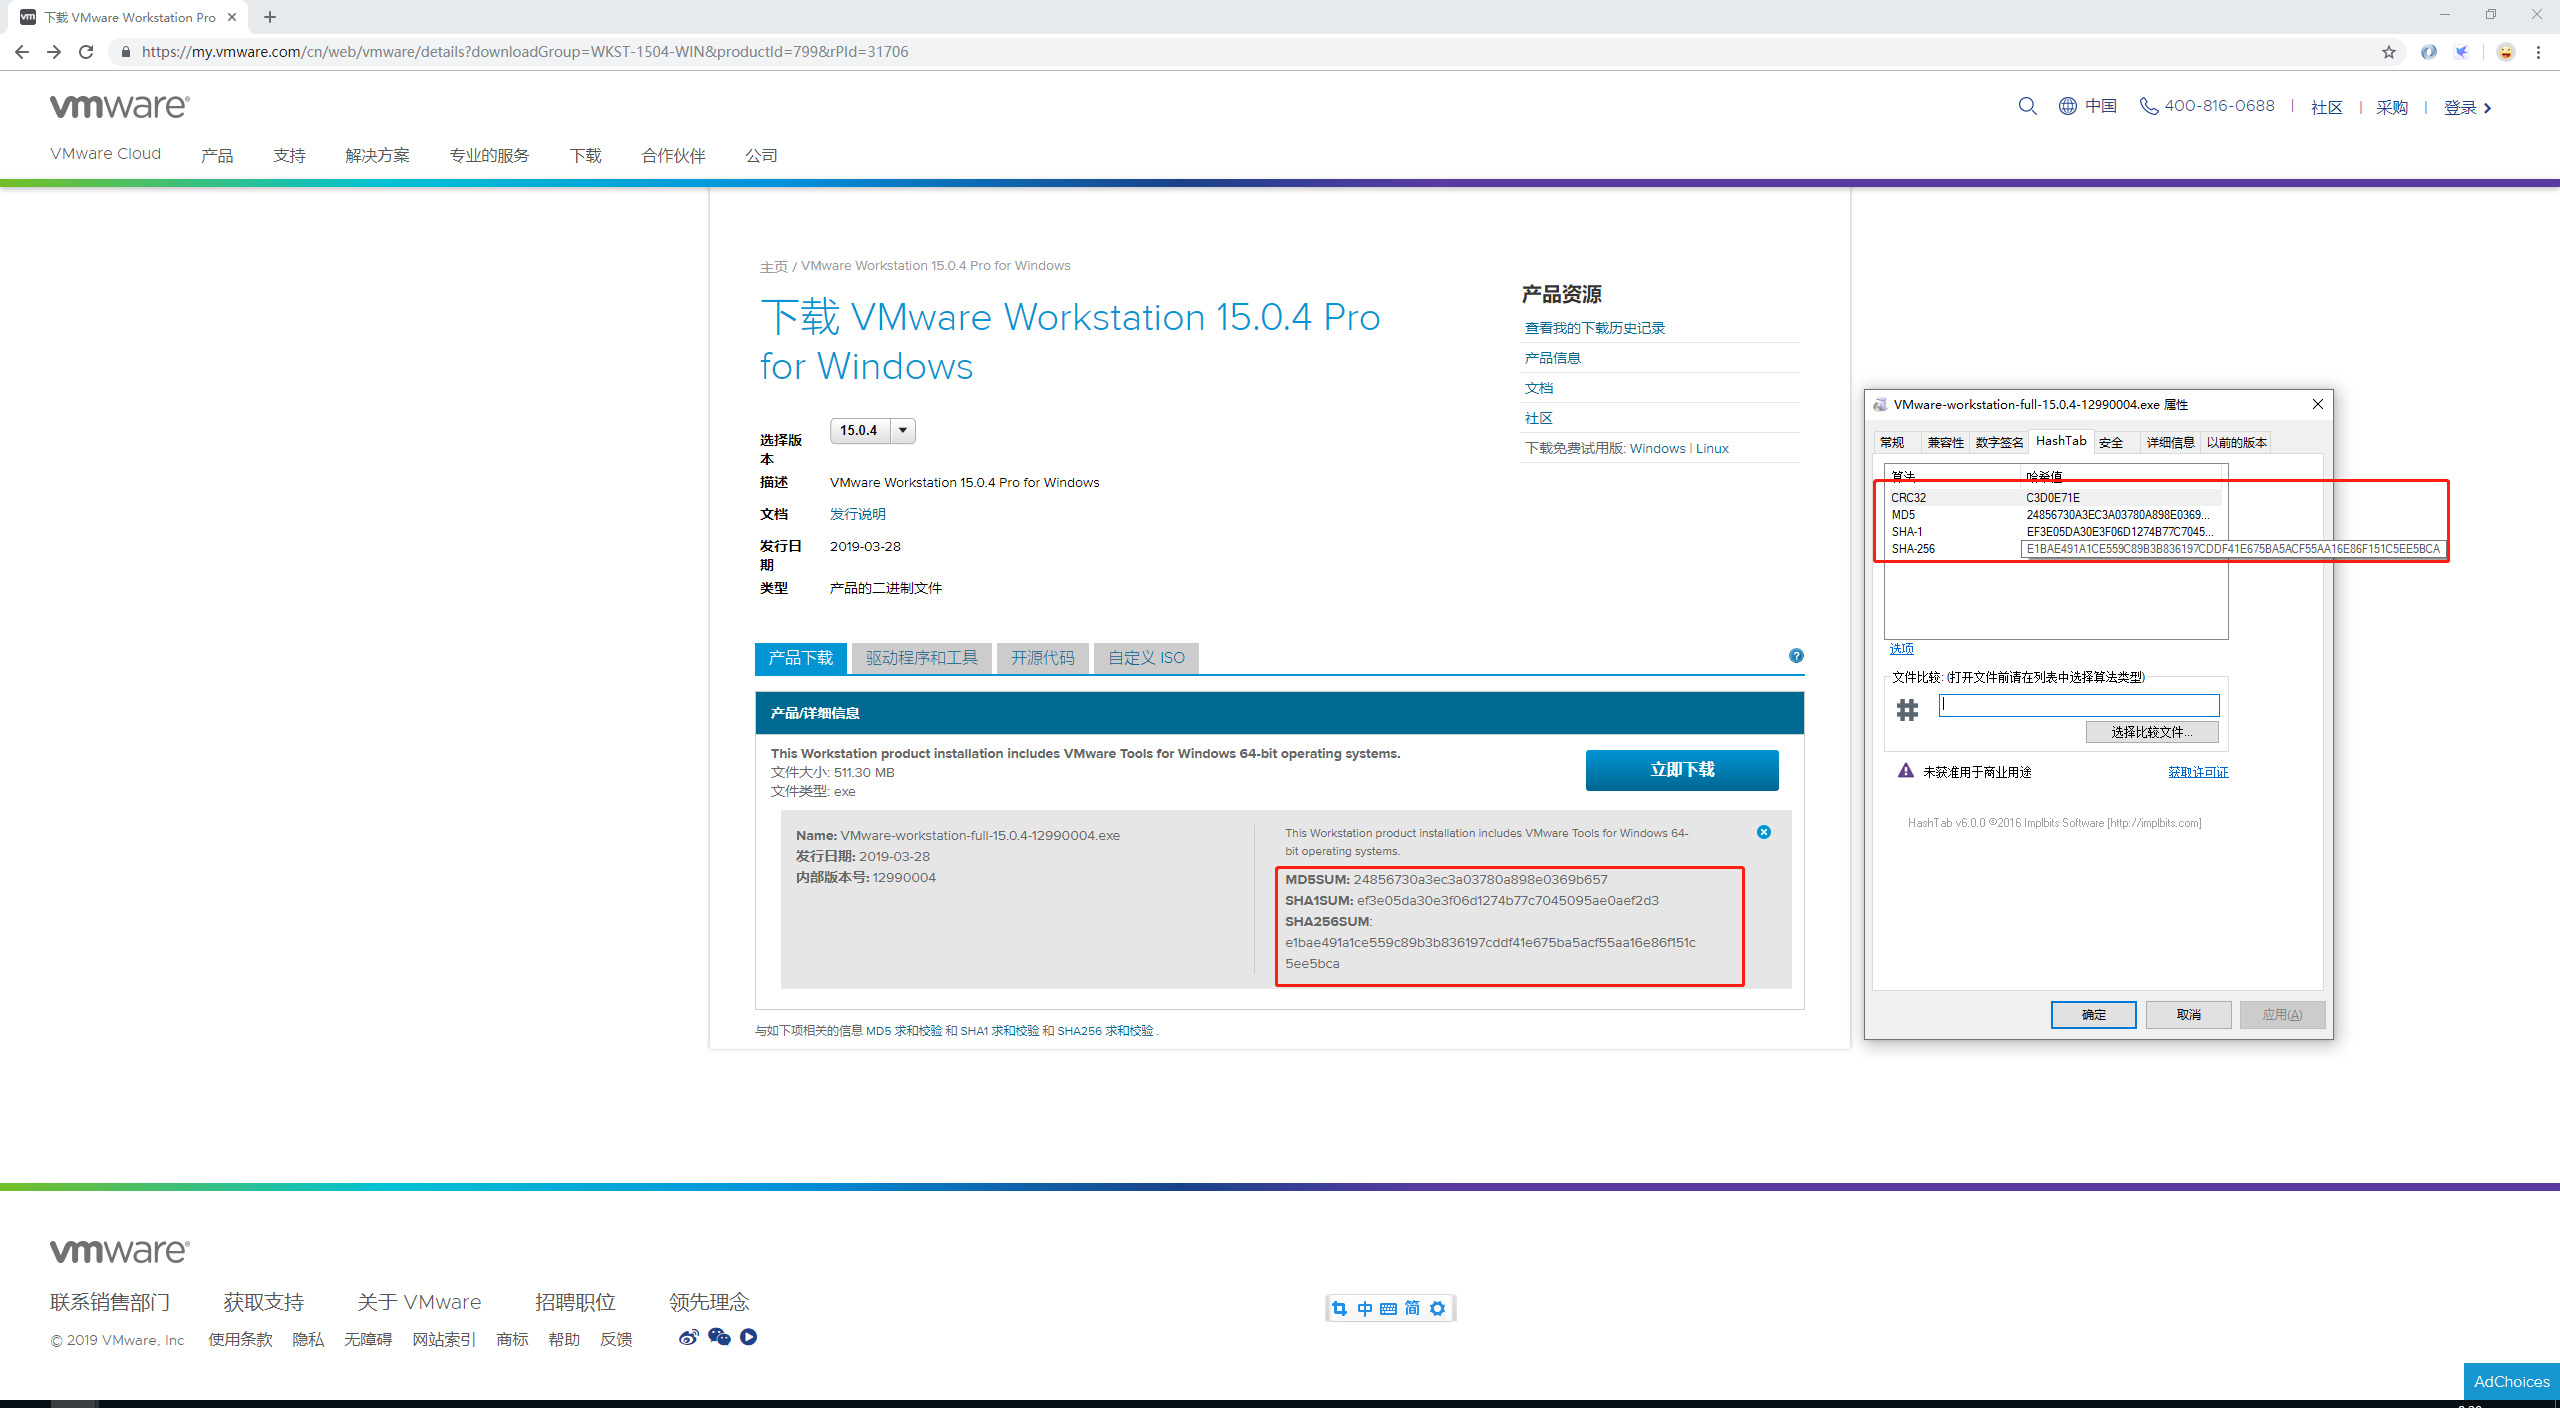 下载 VMware Workstation Pro
https://my.vmware.com/cn/web/vmware/details?downloadGroup=WKST-1504-WIN&productId=799&rPId=31706
vmware®
中国
400-816-0688
社区
采购
登录
VMware Cloud 产品 支持 解决方案 专业的服务 下载 合作伙伴 公司
主页 / VMware Workstation 15.0.4 Pro for Windows
下载 VMware Workstation 15.0.4 Pro
for Windows
选择版
本
15.0.4
描述 VMware Workstation 15.0.4 Pro for Windows
文档 发行说明
发行日
期
2019-03-28
类型 产品的二进制文件
产品资源
查看我的下载历史记录
产品信息
文档
社区
下载免费试用版: Windows | Linux
产品下载 驱动程序和工具 开源代码 自定义 ISO
?
产品/详细信息
This Workstation product installation includes VMware Tools for Windows 64-bit operating systems.
文件大小: 511.30 MB
文件类型: exe
立即下载
Name: VMware-workstation-full-15.0.4-12990004.exe
发行日期: 2019-03-28
内部版本号: 12990004
This Workstation product installation includes VMware Tools for Windows 64-
bit operating systems.
MD5SUM: 24856730a3ec3a03780a898e0369b657
SHA1SUM: ef3e05da30e3f06d1274b77c7045095ae0aef2d3
SHA256SUM:
e1bae491a1ce559c89b3b836197cddf41e675ba5acf55aa16e86f151c
5ee5bca
与如下项相关的信息 MD5 求和校验 和 SHA1 求和校验 和 SHA256 求和校验 .
VMware-workstation-full-15.0.4-12990004.exe 属性
常规 兼容性 数字签名 HashTab 安全 详细信息 以前的版本
算法 哈希值
CRC32 C3D0E71E
MD5 24856730A3EC3A03780A898E0369...
SHA-1 EF3E05DA30E3F06D1274B77C7045...
SHA-256 E1BAE491A1CE559C89B3B836197CDDF41E675BA5ACF55AA16E86F151C5EE5BCA
选项
文件比较: (打开文件前请在列表中选择算法类型)
选择比较文件...
未获准用于商业用途 获取许可证
HashTab v6.0.0 ©2016 Implbits Software [http://implbits.com]
确定 取消 应用(A)
vmware®
联系销售部门 获取支持 关于 VMware 招聘职位 领先理念
© 2019 VMware, Inc 使用条款 隐私 无障碍 网站索引 商标 帮助 反馈
中 简
AdChoices